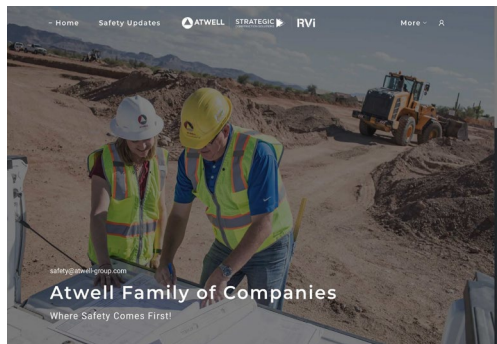 Home
Safety Updates
ATWELL
STRATEGIC
RVi
More
safety@atwell-group.com
Atwell Family of Companies
Where Safety Comes First!